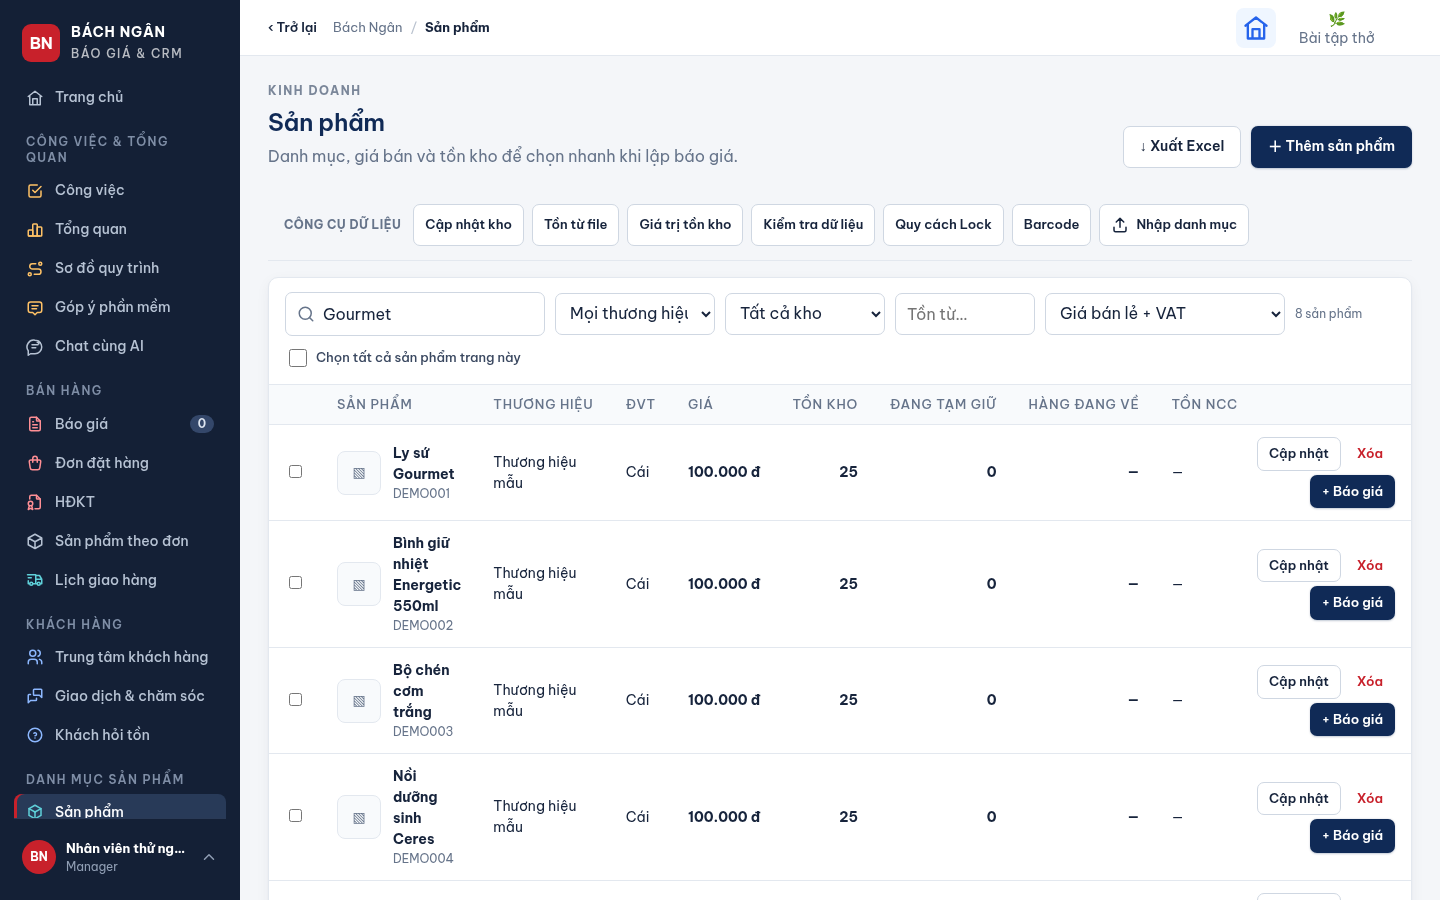 BN
BÁCH NGÂN
BÁO GIÁ & CRM
Trang chủ
CÔNG VIỆC & TỔNG
QUAN
Công việc
Tổng quan
Sơ đồ quy trình
Góp ý phần mềm
Chat cùng AI
BÁN HÀNG
Báo giá 0
Đơn đặt hàng
HĐKT
Sản phẩm theo đơn
Lịch giao hàng
KHÁCH HÀNG
Trung tâm khách hàng
Giao dịch & chăm sóc
Khách hỏi tồn
DANH MỤC SẢN PHẨM
Sản phẩm
BN
Nhân viên thử ng...
Manager
‹ Trở lại Bách Ngân / Sản phẩm
Bài tập thở
KINH DOANH
Sản phẩm
Danh mục, giá bán và tồn kho để chọn nhanh khi lập báo giá.
↓ Xuất Excel
+ Thêm sản phẩm
CÔNG CỤ DỮ LIỆU Cập nhật kho Tồn từ file Giá trị tồn kho Kiểm tra dữ liệu Quy cách Lock Barcode Nhập danh mục
Gourmet Mọi thương hiệu Tất cả kho Tồn từ... Giá bán lẻ + VAT 8 sản phẩm
Chọn tất cả sản phẩm trang này
SẢN PHẨM THƯƠNG HIỆU ĐVT GIÁ TỒN KHO ĐANG TẠM GIỮ HÀNG ĐANG VỀ TỒN NCC
Ly sứ
Gourmet
DEMO001
Thương hiệu
mẫu
Cái 100.000 đ 25 0 — — Cập nhật Xóa
+ Báo giá
Bình giữ
nhiệt
Energetic
550ml
DEMO002
Thương hiệu
mẫu
Cái 100.000 đ 25 0 — — Cập nhật Xóa
+ Báo giá
Bộ chén
cơm
trắng
DEMO003
Thương hiệu
mẫu
Cái 100.000 đ 25 0 — — Cập nhật Xóa
+ Báo giá
Nồi
dưỡng
sinh
Ceres
DEMO004
Thương hiệu
mẫu
Cái 100.000 đ 25 0 — — Cập nhật Xóa
+ Báo giá